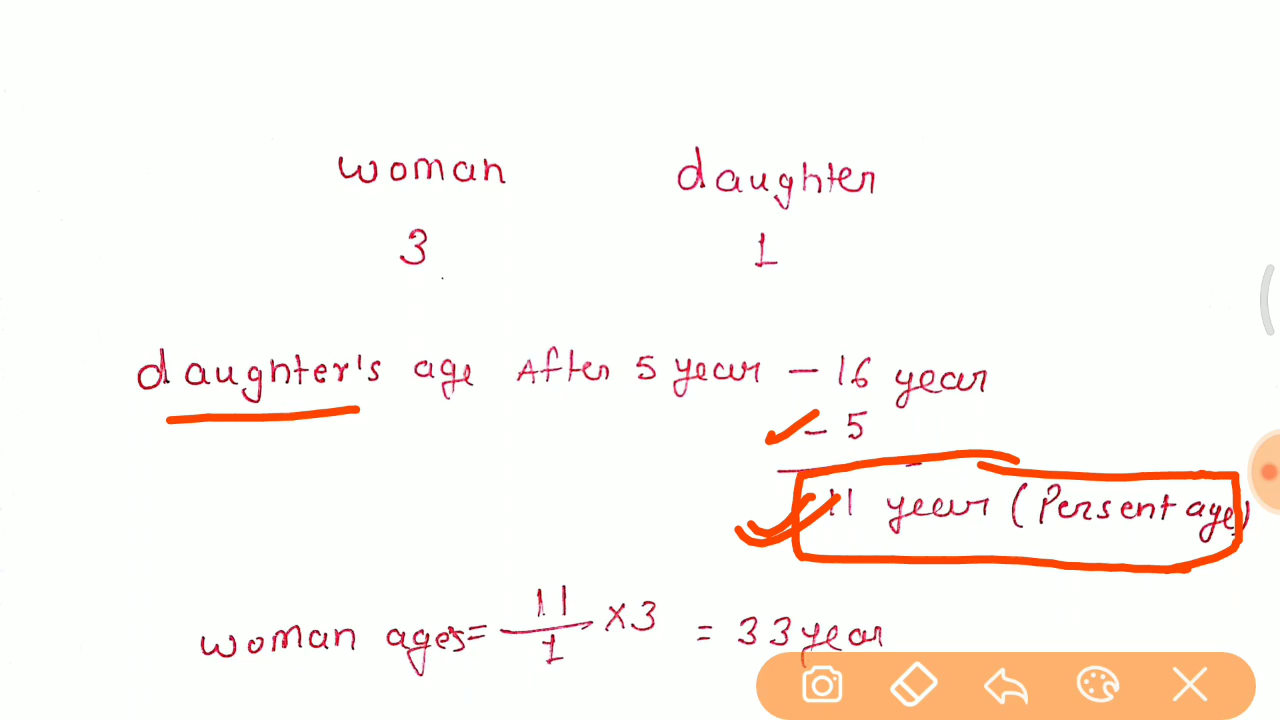 woman daughter
3 1
daughter's age After 5 year - 16 year
- 5
11 year (Persent age)
woman ages = 11/1 × 3 = 33 year